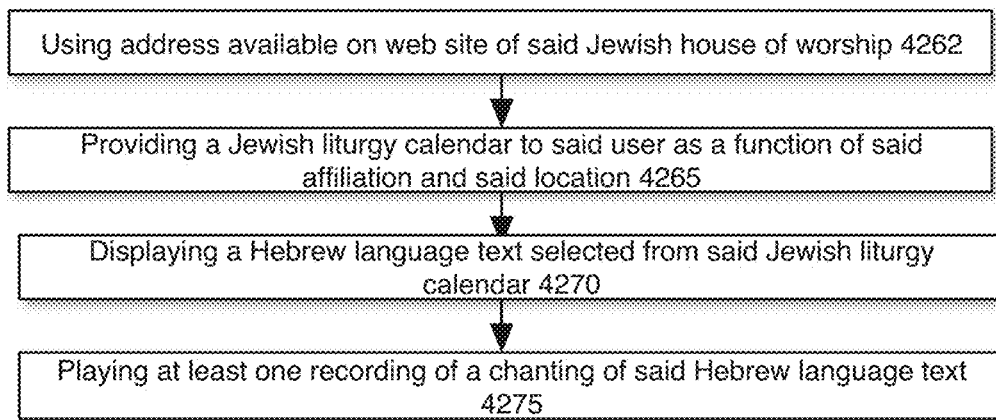 Using address available on web site of said Jewish house of worship 4262
Providing a Jewish liturgy calendar to said user as a function of said
affiliation and said location 4265
Displaying a Hebrew language text selected from said Jewish liturgy
calendar 4270
Playing at least one recording of a chanting of said Hebrew language text
4275